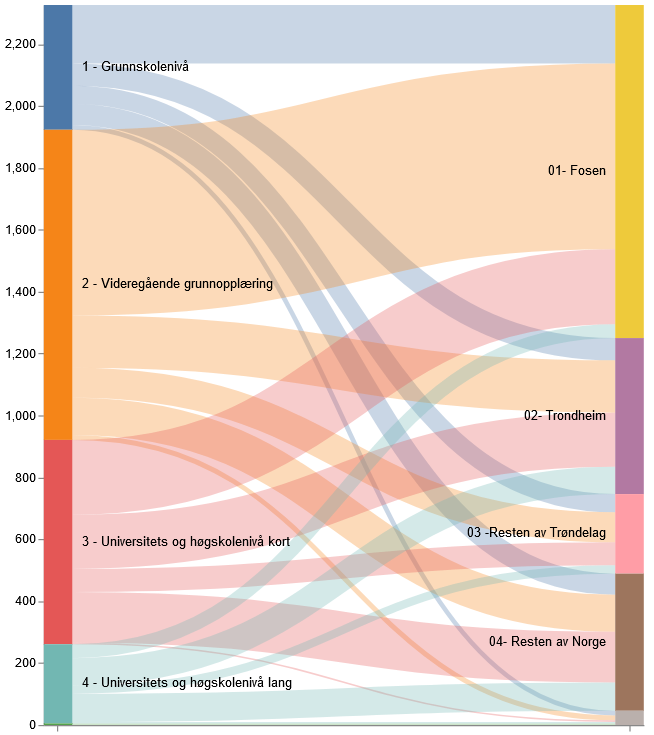 2,200
1 - Grunnskolenivå
2,000
1,800
01- Fosen
1,600
1,400
2 - Videregående grunnopplæring
1,200
1,000
02- Trondheim
800
600
03 -Resten av Trøndelag
3 - Universitets og høgskolenivå kort
400
04- Resten av Norge
200
4 - Universitets og høgskolenivå lang
0